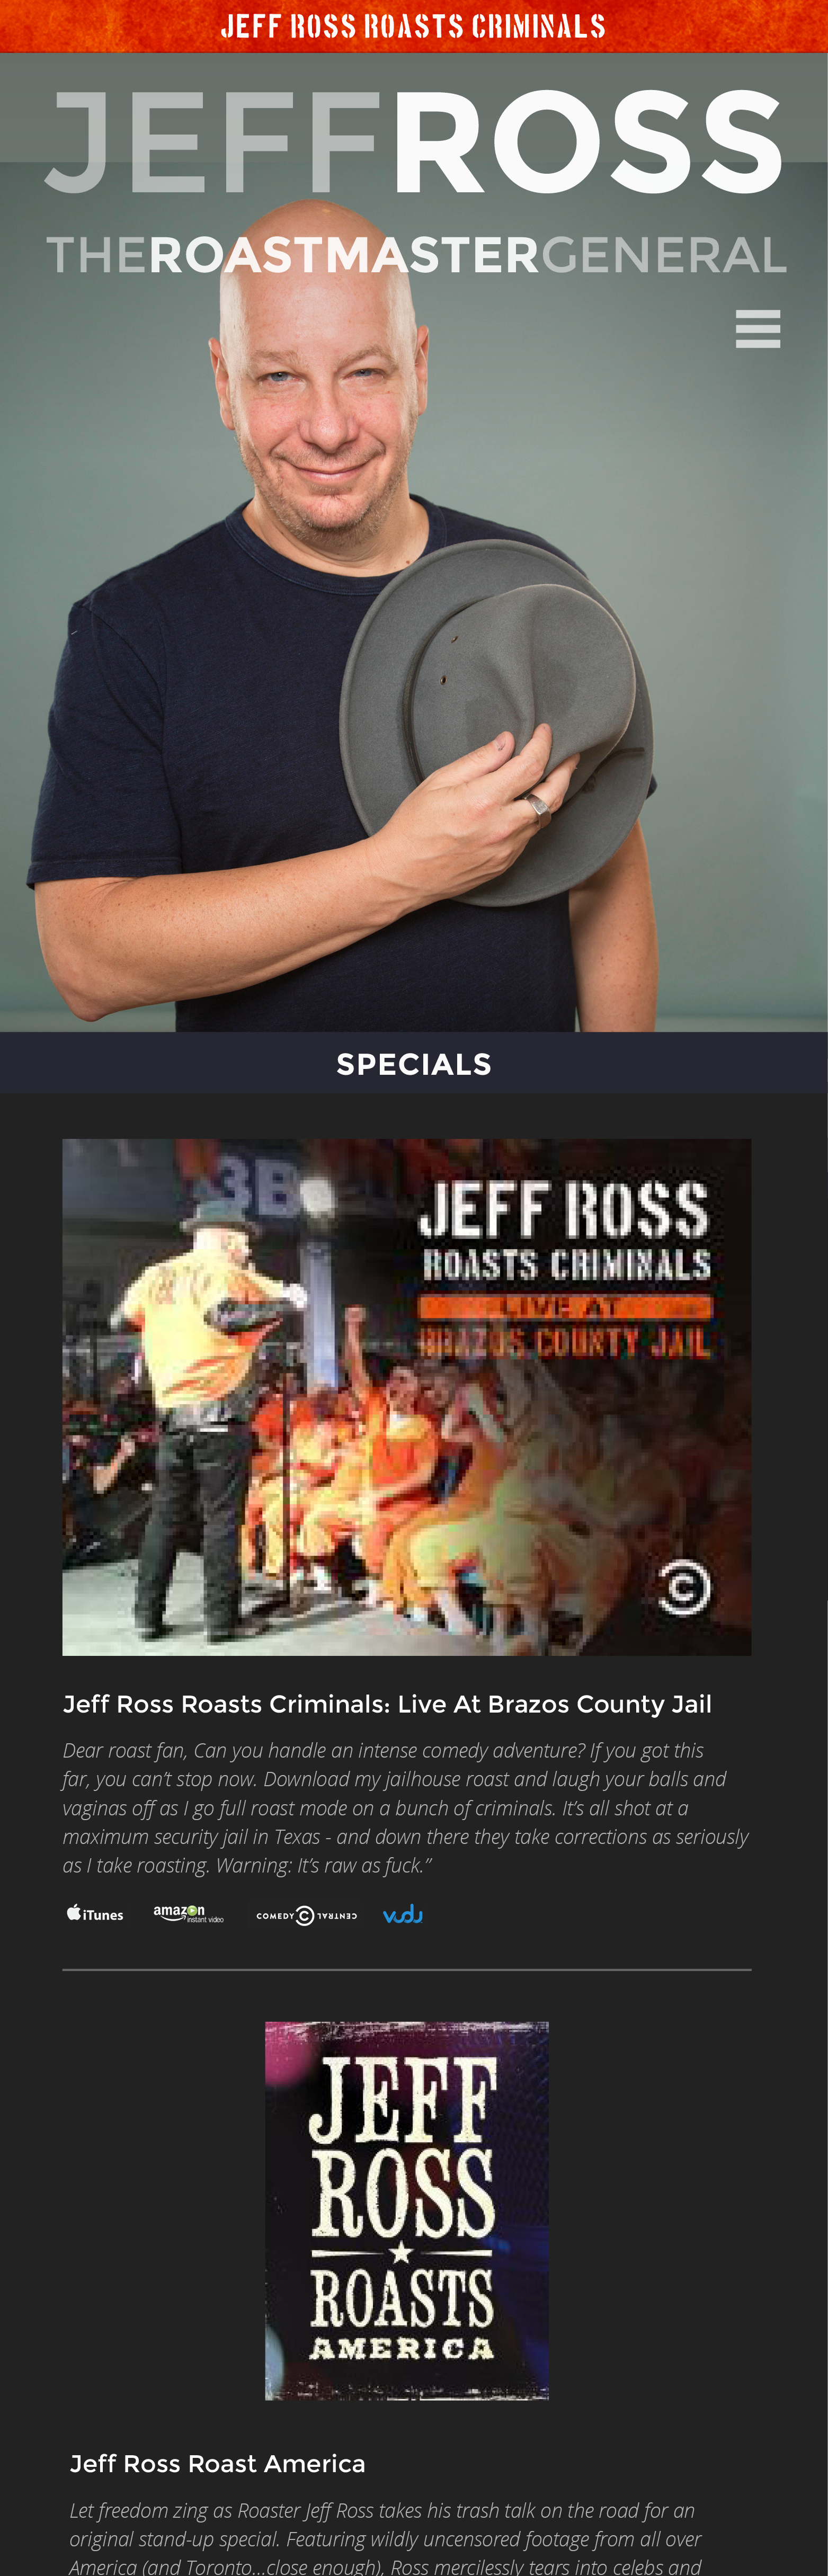 JEFF ROSS ROASTS CRIMINALS
JEFFROSS
THEROASTMASTERGENERAL
SPECIALS
3B
JEFF ROSS
ROASTS CRIMINALS
LIVE AT
BRAZOS COUNTY JAIL
C
Jeff Ross Roasts Criminals: Live At Brazos County Jail
Dear roast fan, Can you handle an intense comedy adventure? If you got this
far, you can’t stop now. Download my jailhouse roast and laugh your balls and
vaginas off as I go full roast mode on a bunch of criminals. It’s all shot at a
maximum security jail in Texas - and down there they take corrections as seriously
as I take roasting. Warning: It’s raw as fuck.”
iTunes amazon instant video COMEDY C CENTRAL vudu
JEFF
ROSS
ROASTS
AMERICA
Jeff Ross Roast America
Let freedom zing as Roaster Jeff Ross takes his trash talk on the road for an
original stand-up special. Featuring wildly uncensored footage from all over
America (and Toronto...close enough), Ross mercilessly tears into celebs and